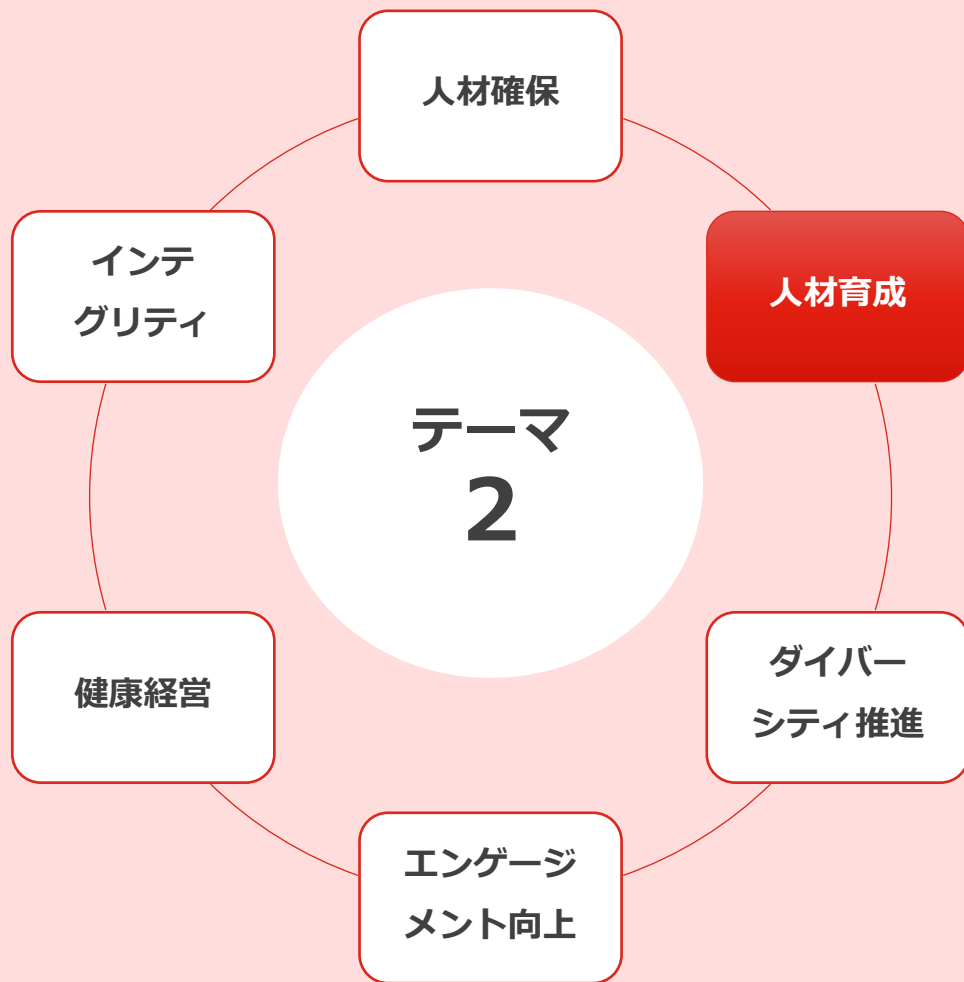 人材確保
人材育成
ダイバー
シティ推進
エンゲージ
メント向上
健康経営
インテ
グリティ
テーマ
2